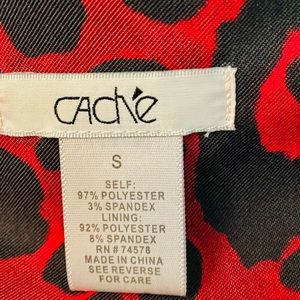 CACHÉ
S
SELF:
97% POLYESTER
3% SPANDEX
LINING:
92% POLYESTER
8% SPANDEX
RN # 74578
MADE IN CHINA
SEE REVERSE
FOR CARE